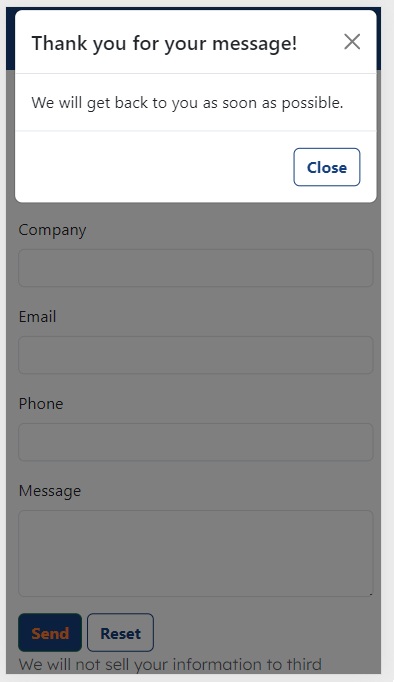 Thank you for your message!
We will get back to you as soon as possible.
Close
Company
Email
Phone
Message
Send Reset
We will not sell your information to third